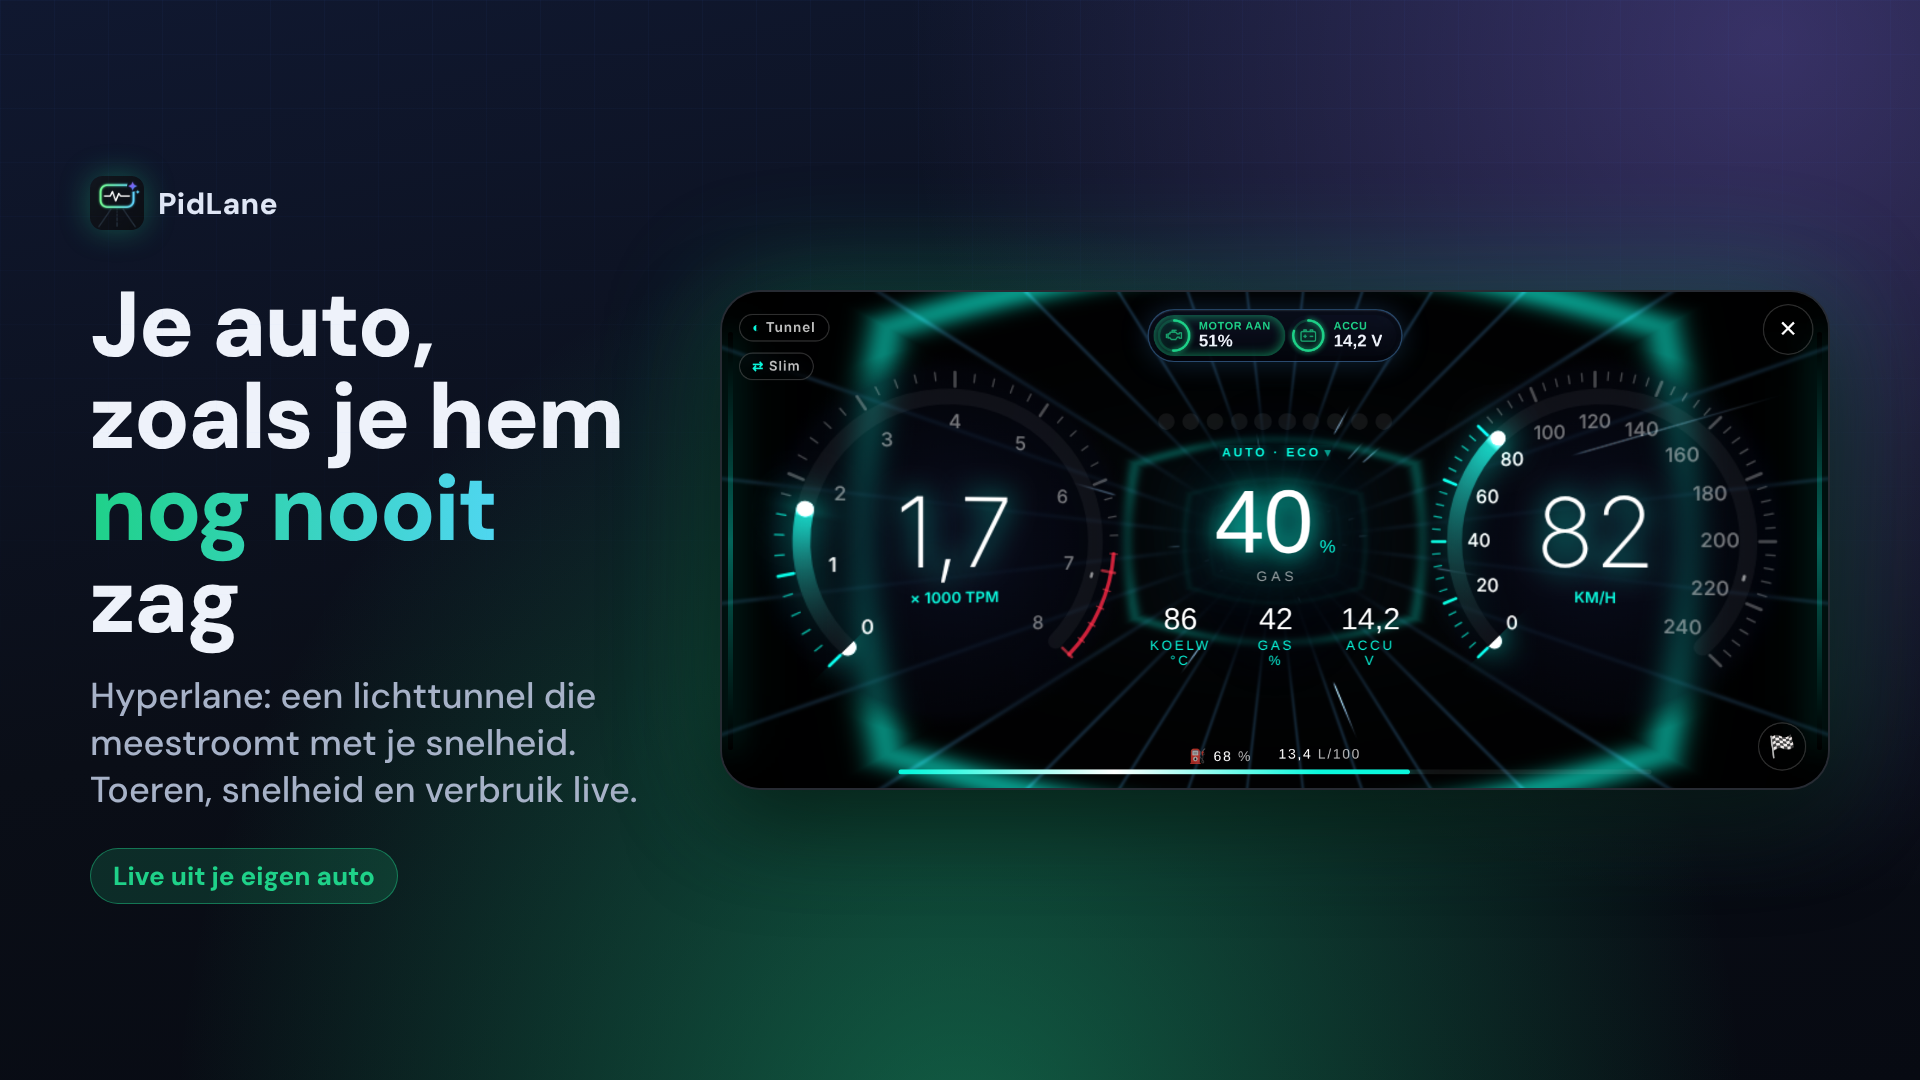 PidLane
Je auto,
zoals je hem
nog nooit
zag
Hyperlane: een lichttunnel die
meestroomt met je snelheid.
Toeren, snelheid en verbruik live.
Live uit je eigen auto
Tunnel
⇄ Slim
MOTOR AAN
51%
ACCU
14,2 V
✕
0
1
2
3
4
5
6
7
8
1,7
× 1000 TPM
AUTO · ECO ▾
40 %
GAS
86
KOELW
°C
42
GAS
%
14,2
ACCU
V
0
20
40
60
80
100
120
140
160
180
200
220
240
82
KM/H
68 %
13,4 L/100